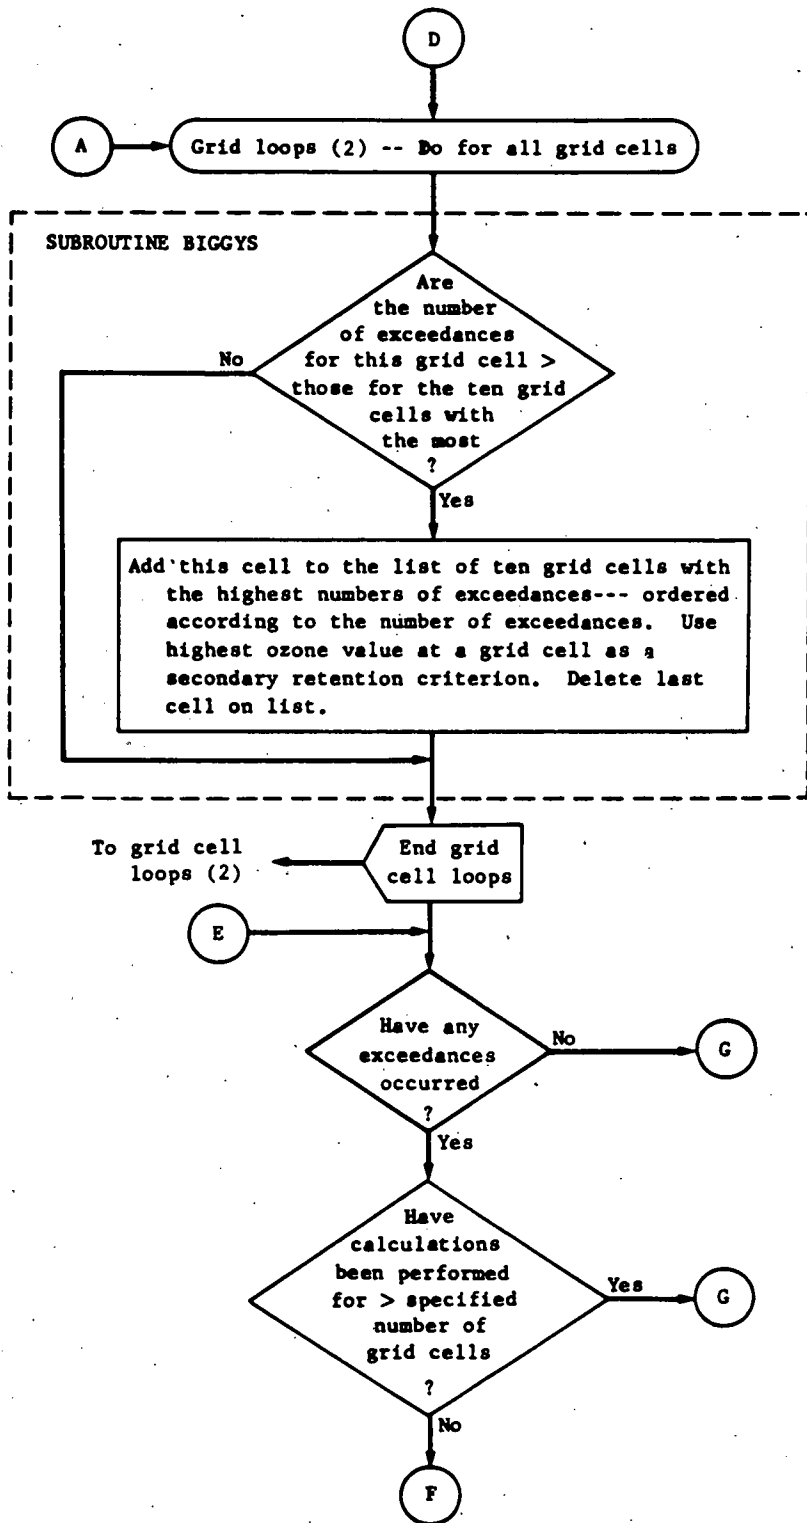 D
A
Grid loops (2) -- Do for all grid cells
SUBROUTINE BIGGYS
Are
the number
of exceedances
for this grid cell >
those for the ten grid
cells with
the most
?
No
Yes
Add this cell to the list of ten grid cells with
the highest numbers of exceedances--- ordered
according to the number of exceedances. Use
highest ozone value at a grid cell as a
secondary retention criterion. Delete last
cell on list.
To grid cell
loops (2)
End grid
cell loops
E
Have any
exceedances
occurred
?
No
G
Yes
Have
calculations
been performed
for > specified
number of
grid cells
?
Yes
G
No
F